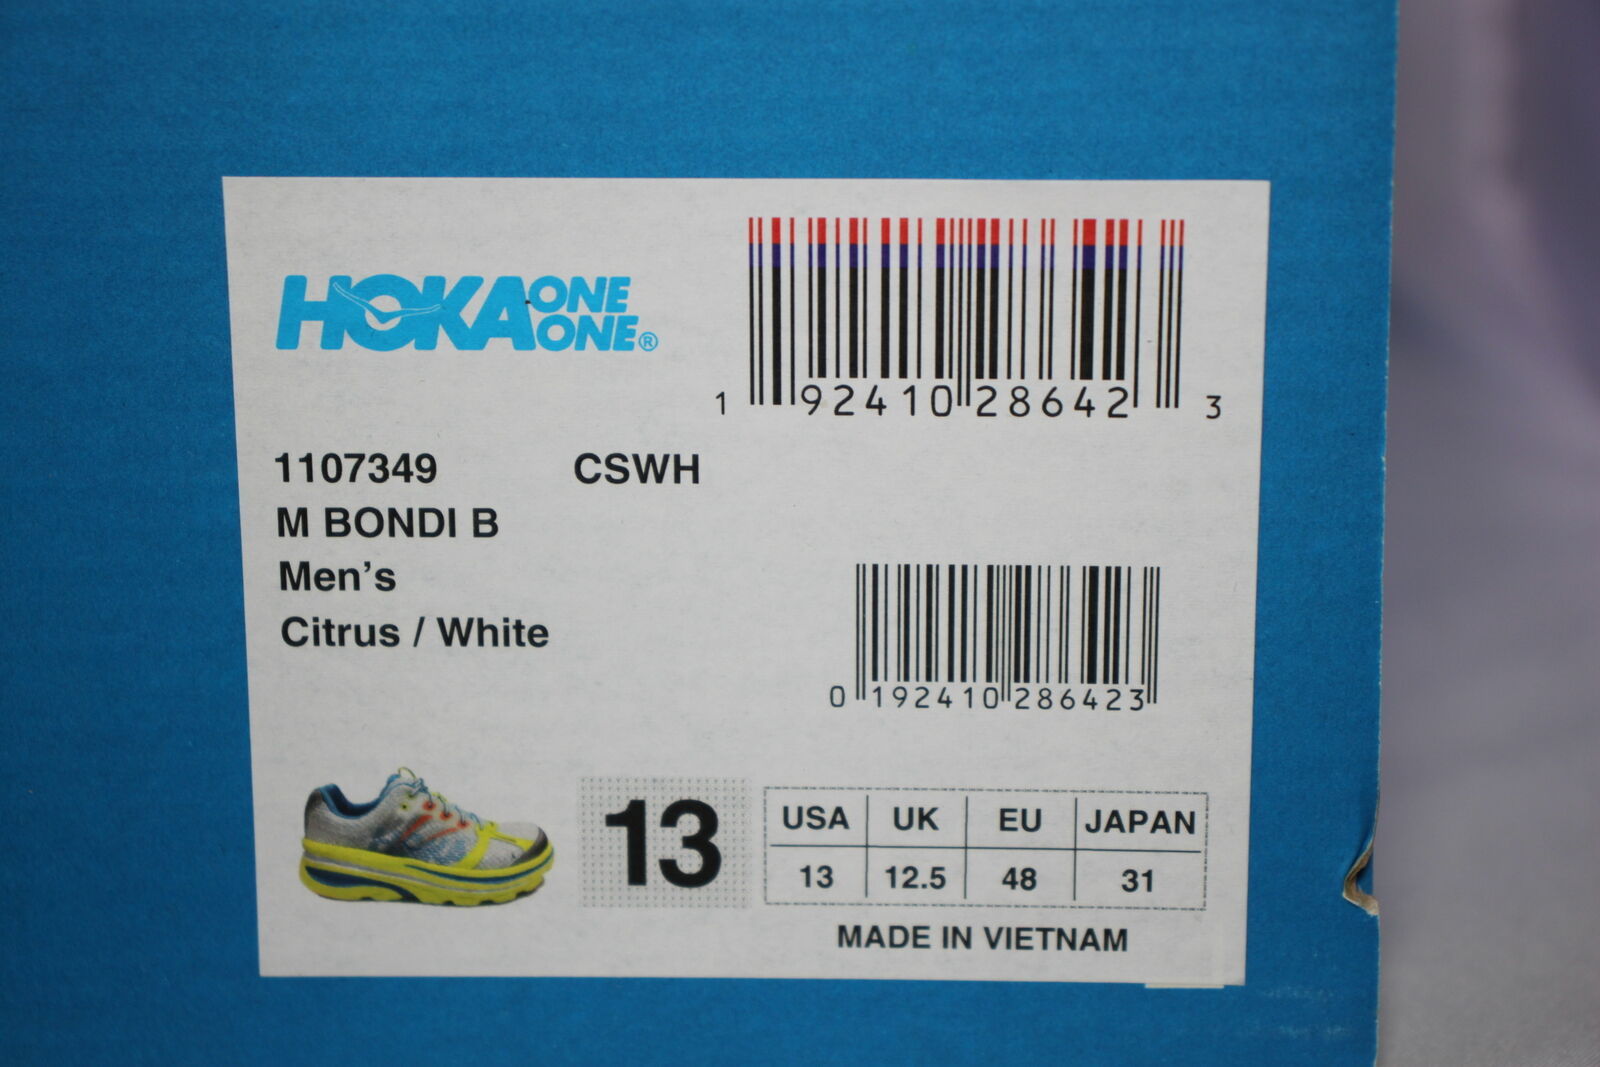 HOKA ONE ONE®
1 92410 28642 3
1107349 CSWH
M BONDI B
Men's
Citrus / White
0 192410 286423
13
USA UK EU JAPAN
13 12.5 48 31
MADE IN VIETNAM